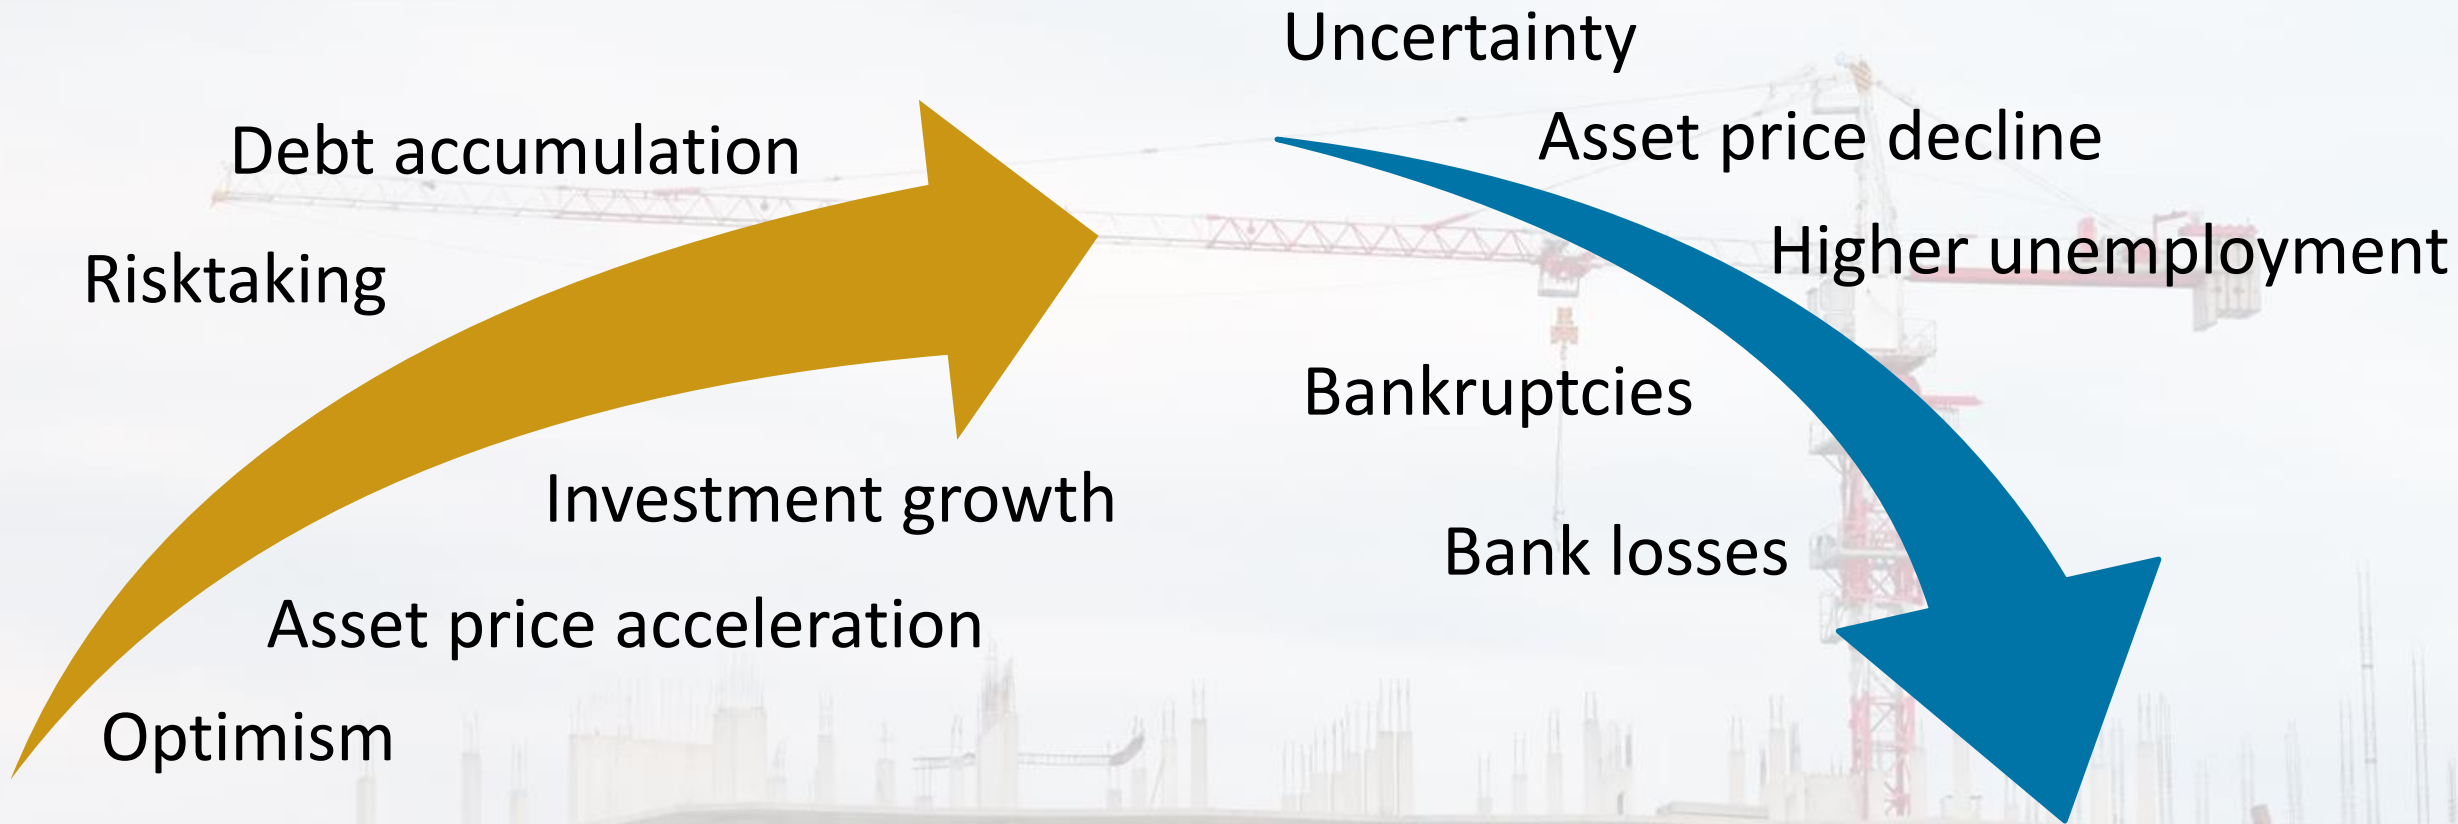 Debt accumulation
Risktaking
Investment growth
Asset price acceleration
Optimism
Uncertainty
Asset price decline
Higher unemployment
Bankruptcies
Bank losses